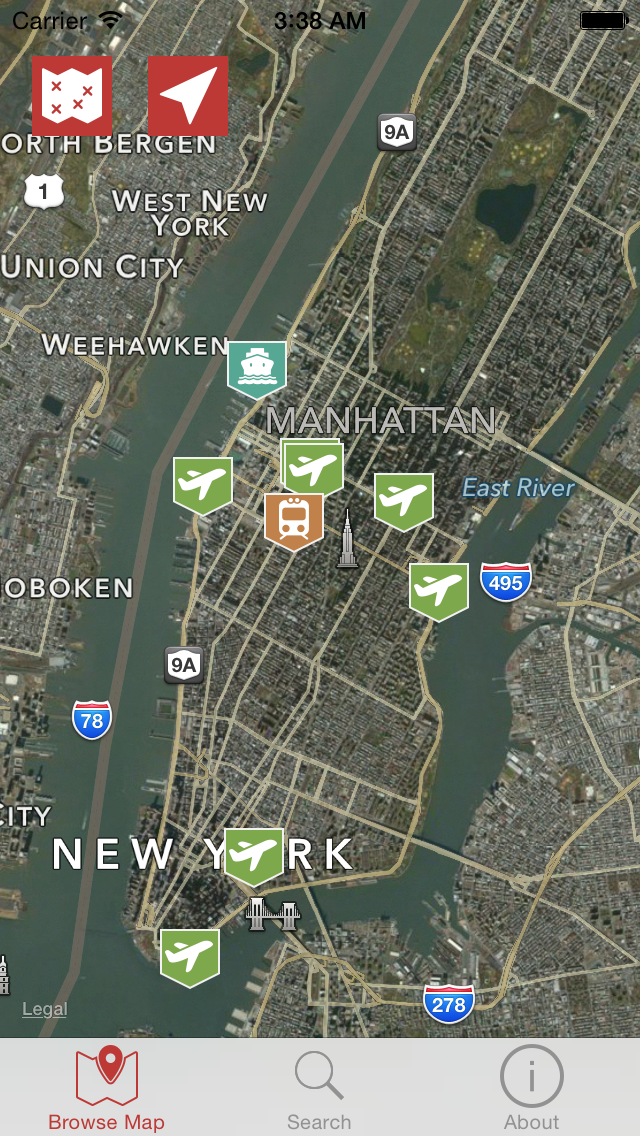 Carrier 3:38 AM
ORTH BERGEN
9A
1
WEST NEW
YORK
UNION CITY
WEEHAWKEN
MANHATTAN
East River
OBOKEN
495
9A
78
CITY
NEW Y RK
278
Legal
Browse Map Search About